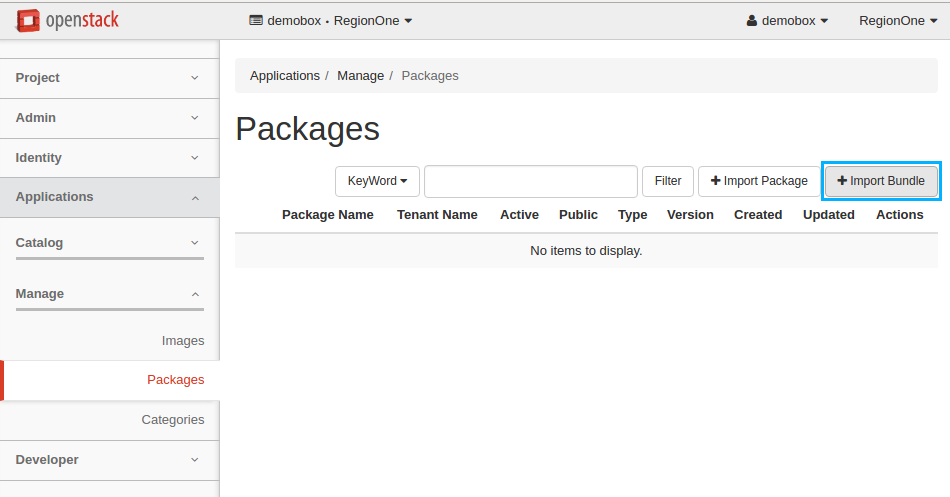 openstack
demobox • RegionOne
demobox
RegionOne
Project
Admin
Identity
Applications
Catalog
Manage
Images
Packages
Categories
Developer
Applications / Manage / Packages
Packages
KeyWord
Filter
Import Package
Import Bundle
Package Name Tenant Name Active Public Type Version Created Updated Actions
No items to display.